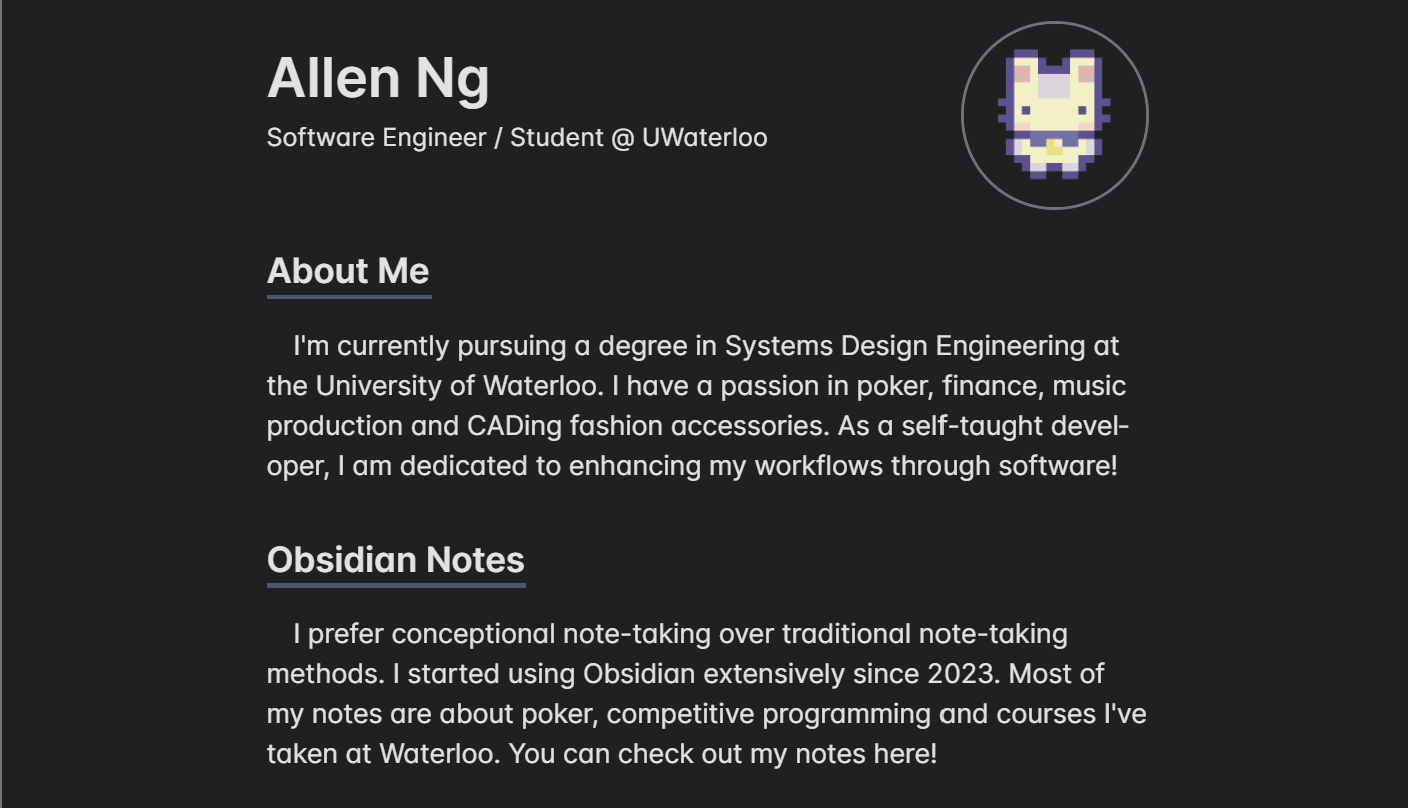 Allen Ng
Software Engineer / Student @ UWaterloo
About Me
I'm currently pursuing a degree in Systems Design Engineering at
the University of Waterloo. I have a passion in poker, finance, music
production and CADing fashion accessories. As a self-taught devel-
oper, I am dedicated to enhancing my workflows through software!
Obsidian Notes
I prefer conceptional note-taking over traditional note-taking
methods. I started using Obsidian extensively since 2023. Most of
my notes are about poker, competitive programming and courses I've
taken at Waterloo. You can check out my notes here!